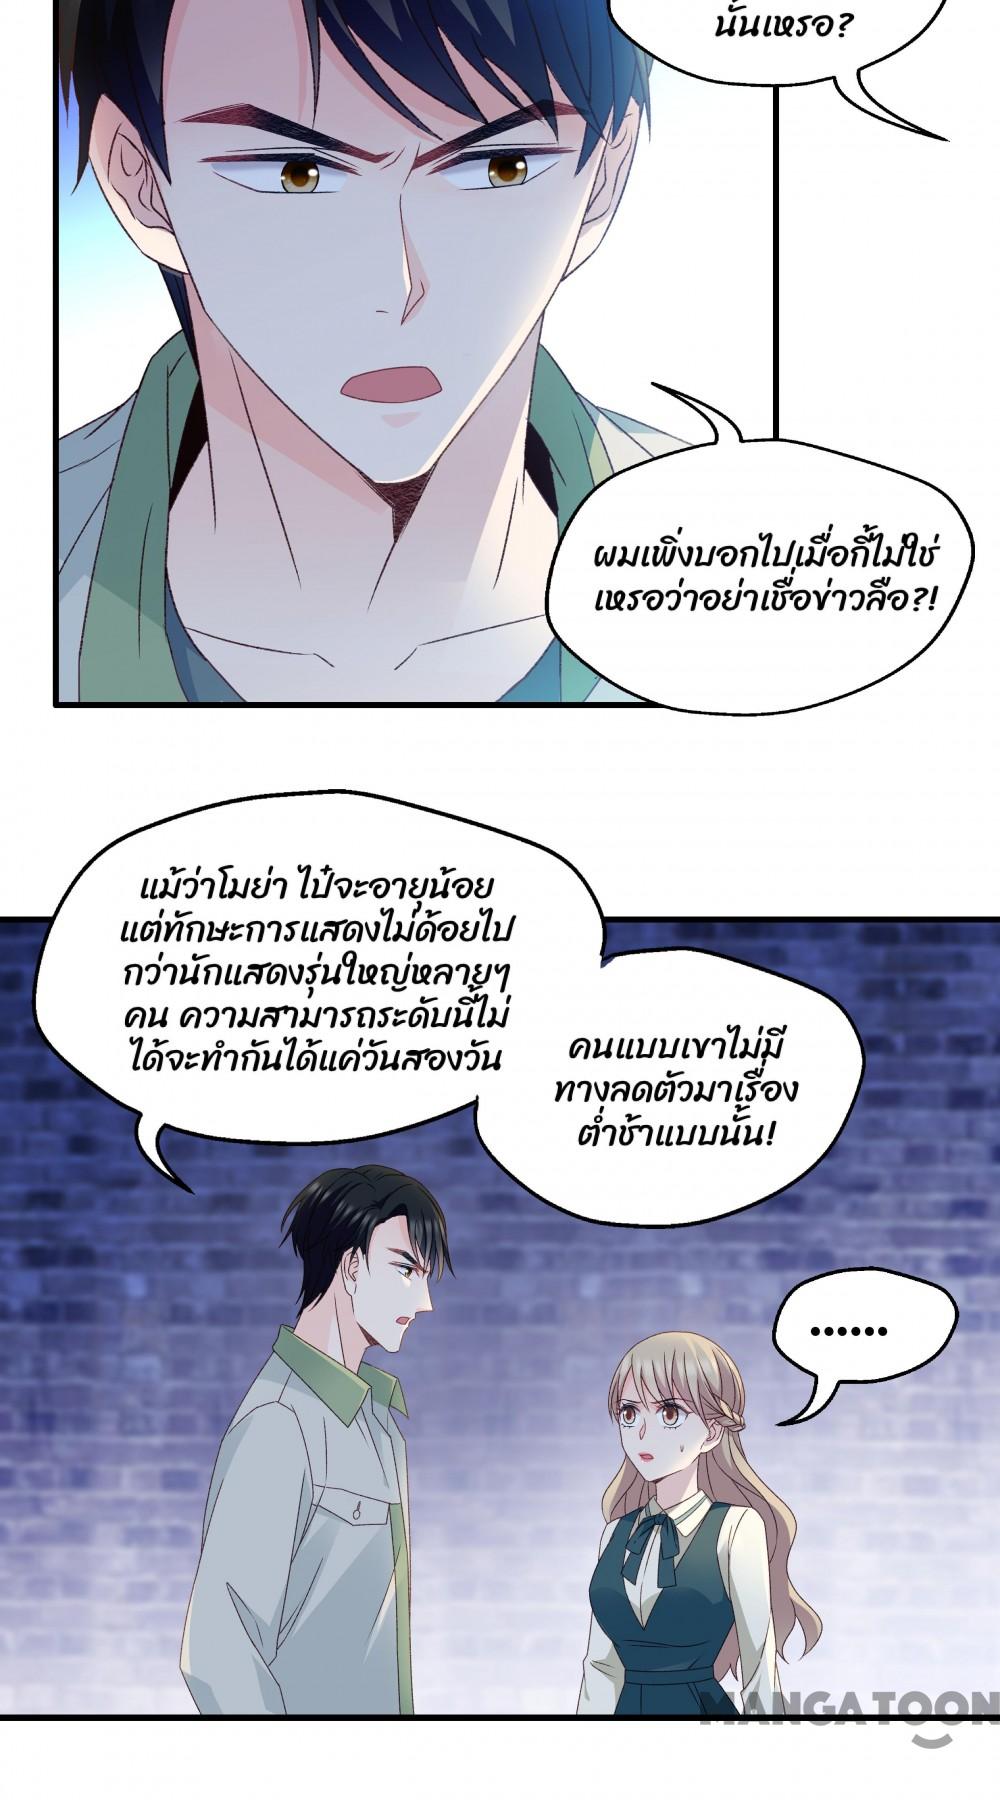 นั้นเหรอ?
ผมเพิ่งบอกไปเมื่อกี้ไม่ใช่
เหรอว่าอย่าเชื่อข่าวลือ?!
แม้ว่าโมย่า ไป๋จะอายุน้อย
แต่ทักษะการแสดงไม่ด้อยไป
กว่านักแสดงรุ่นใหญ่หลายๆ
คน ความสามารถระดับนี้ไม่
ได้จะทำกันได้แค่วันสองวัน
คนแบบเขาไม่มี
ทางลดตัวมาเรื่อง
ต่ำช้าแบบนั้น!
......
MANGATOON